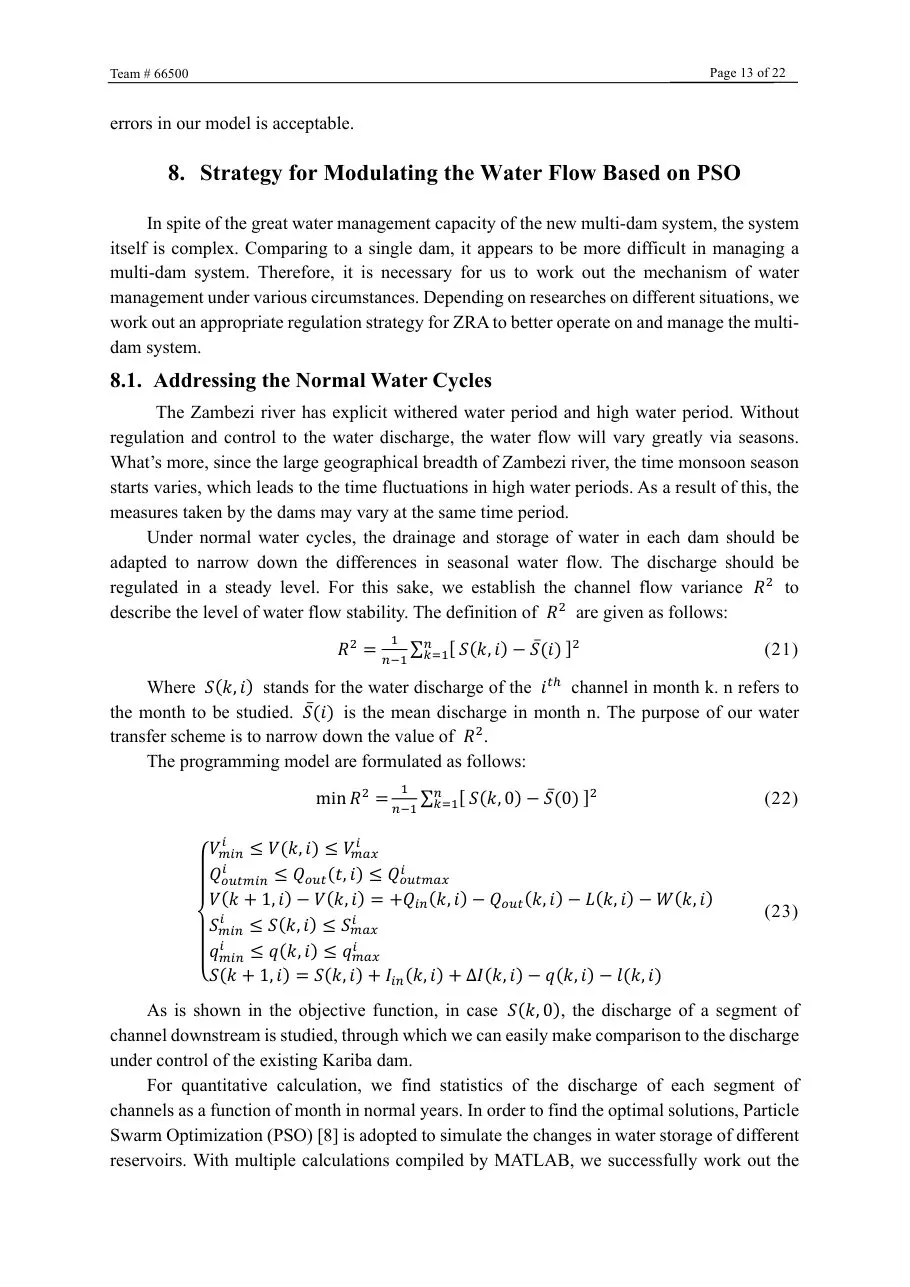 Team # 66500
Page 13 of 22
errors in our model is acceptable.
8. Strategy for Modulating the Water Flow Based on PSO
In spite of the great water management capacity of the new multi-dam system, the system
itself is complex. Comparing to a single dam, it appears to be more difficult in managing a
multi-dam system. Therefore, it is necessary for us to work out the mechanism of water
management under various circumstances. Depending on researches on different situations, we
work out an appropriate regulation strategy for ZRA to better operate on and manage the multi-
dam system.
8.1. Addressing the Normal Water Cycles
The Zambezi river has explicit withered water period and high water period. Without
regulation and control to the water discharge, the water flow will vary greatly via seasons.
What's more, since the large geographical breadth of Zambezi river, the time monsoon season
starts varies, which leads to the time fluctuations in high water periods. As a result of this, the
measures taken by the dams may vary at the same time period.
Under normal water cycles, the drainage and storage of water in each dam should be
adapted to narrow down the differences in seasonal water flow. The discharge should be
regulated in a steady level. For this sake, we establish the channel flow variance R² to
describe the level of water flow stability. The definition of R² are given as follows:
R² = \frac{1}{n−1} \sum_{k=1}^{n} [ S(k, i) − \bar{S}(i) ]² (21)
Where S(k, i) stands for the water discharge of the i^{th} channel in month k. n refers to
the month to be studied. \bar{S}(i) is the mean discharge in month n. The purpose of our water
transfer scheme is to narrow down the value of R².
The programming model are formulated as follows:
min R² = \frac{1}{n−1} \sum_{k=1}^{n} [ S(k, 0) − \bar{S}(0) ]² (22)
V_{min}^{i} ≤ V(k, i) ≤ V_{max}^{i}
Q_{outmin}^{i} ≤ Q_{out}(t, i) ≤ Q_{outmax}^{i}
V(k + 1, i) − V(k, i) = +Q_{in}(k, i) − Q_{out}(k, i) − L(k, i) − W(k, i)
(23)
S_{min}^{i} ≤ S(k, i) ≤ S_{max}^{i}
q_{min}^{i} ≤ q(k, i) ≤ q_{max}^{i}
S(k + 1, i) = S(k, i) + I_{in}(k, i) + ΔI(k, i) − q(k, i) − l(k, i)
As is shown in the objective function, in case S(k, 0), the discharge of a segment of
channel downstream is studied, through which we can easily make comparison to the discharge
under control of the existing Kariba dam.
For quantitative calculation, we find statistics of the discharge of each segment of
channels as a function of month in normal years. In order to find the optimal solutions, Particle
Swarm Optimization (PSO) [8] is adopted to simulate the changes in water storage of different
reservoirs. With multiple calculations compiled by MATLAB, we successfully work out the